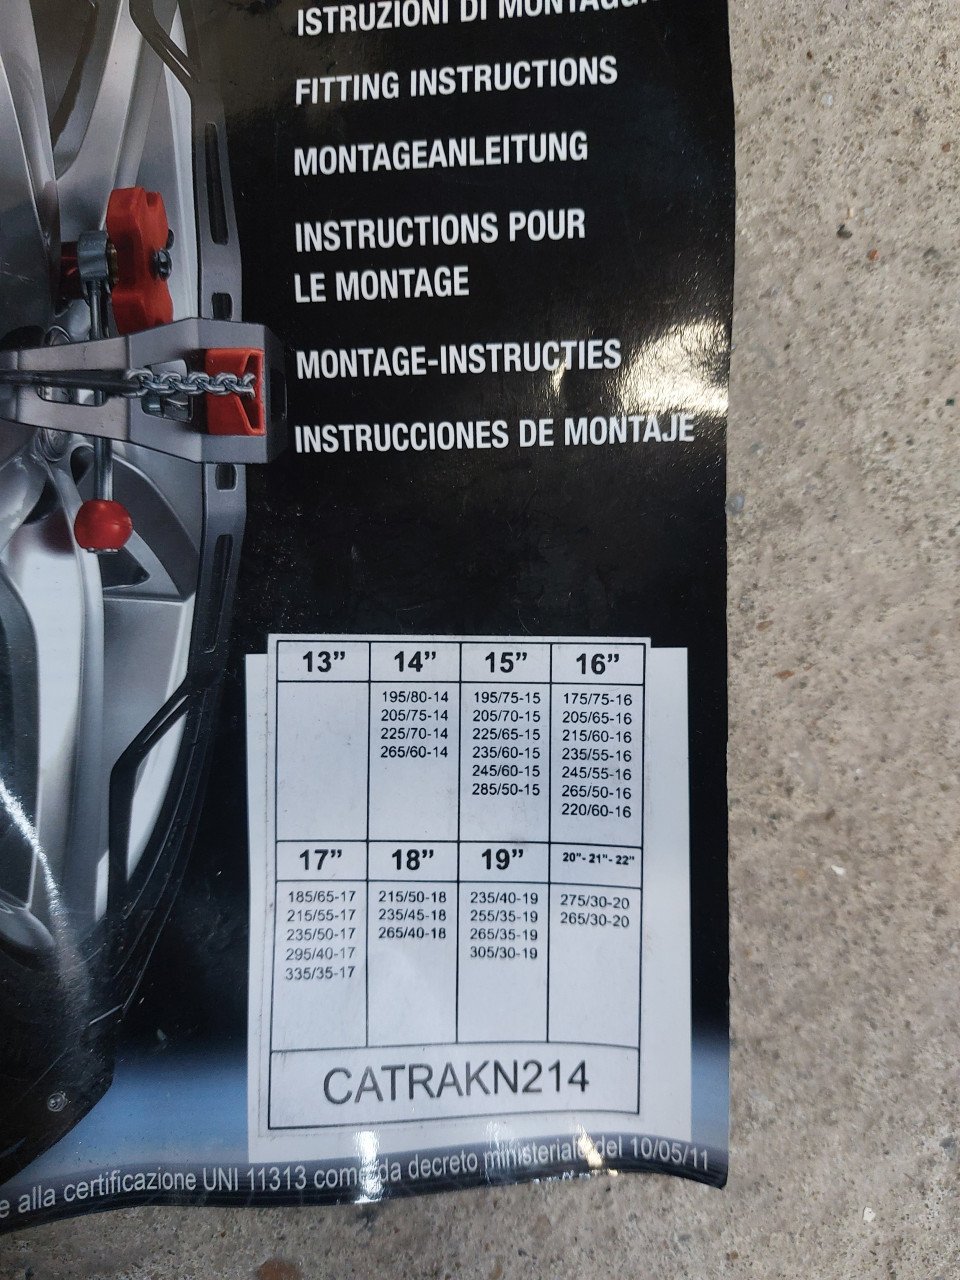 ISTRUZIONI DI
FITTING INSTRUCTIONS
MONTAGEANLEITUNG
INSTRUCTIONS POUR
LE MONTAGE
MONTAGE-INSTRUCTIES
INSTRUCCIONES DE MONTAJE
13” 14” 15” 16”
195/80-14 195/75-15 175/75-16
205/75-14 205/70-15 205/65-16
225/70-14 225/65-15 215/60-16
265/60-14 235/60-15 235/55-16
245/60-15 245/55-16
285/50-15 265/50-16
220/60-16
17” 18” 19” 20”- 21”- 22”
185/65-17 215/50-18 235/40-19 275/30-20
215/55-17 235/45-18 255/35-19 265/30-20
235/50-17 265/40-18 265/35-19
295/40-17 305/30-19
335/35-17
CATRAKN214
e alla certificazione UNI 11313 come da decreto ministeriale del 10/05/11